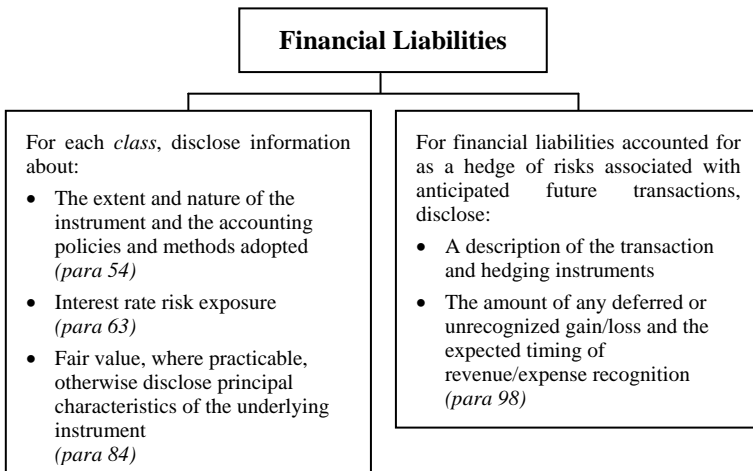 Financial Liabilities
For each class, disclose information
about:
• The extent and nature of the
instrument and the accounting
policies and methods adopted
(para 54)
• Interest rate risk exposure
(para 63)
• Fair value, where practicable,
otherwise disclose principal
characteristics of the underlying
instrument
(para 84)
For financial liabilities accounted for
as a hedge of risks associated with
anticipated future transactions,
disclose:
• A description of the transaction
and hedging instruments
• The amount of any deferred or
unrecognized gain/loss and the
expected timing of
revenue/expense recognition
(para 98)